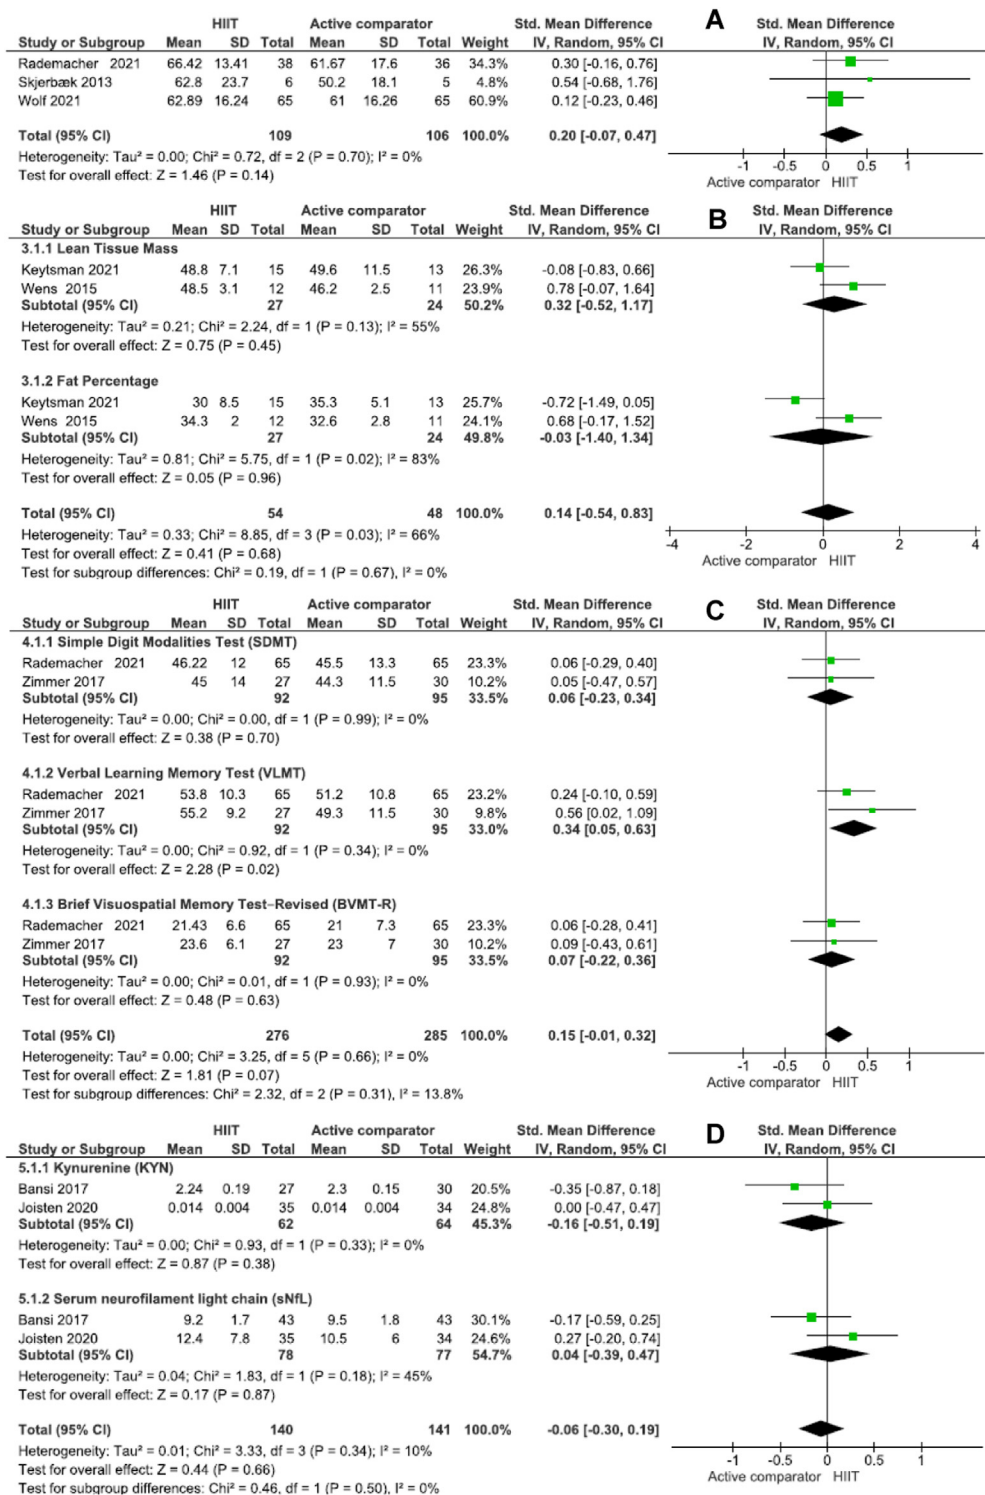 A
HIIT Active comparator Std. Mean Difference Std. Mean Difference
Study or Subgroup Mean SD Total Mean SD Total Weight IV, Random, 95% CI IV, Random, 95% CI
Rademacher 2021 66.42 13.41 38 61.67 17.6 36 34.3% 0.30 [-0.16, 0.76]
Skjerbæk 2013 62.8 23.7 6 50.2 18.1 5 4.8% 0.54 [-0.68, 1.76]
Wolf 2021 62.89 16.24 65 61 16.26 65 60.9% 0.12 [-0.23, 0.46]
Total (95% CI) 109 106 100.0% 0.20 [-0.07, 0.47]
Heterogeneity: Tau² = 0.00; Chi² = 0.72, df = 2 (P = 0.70); I² = 0%
Test for overall effect: Z = 1.46 (P = 0.14)
-1 -0.5 0 0.5 1
Active comparator HIIT
B
HIIT Active comparator Std. Mean Difference Std. Mean Difference
Study or Subgroup Mean SD Total Mean SD Total Weight IV, Random, 95% CI IV, Random, 95% CI
3.1.1 Lean Tissue Mass
Keytsman 2021 48.8 7.1 15 49.6 11.5 13 26.3% -0.08 [-0.83, 0.66]
Wens 2015 48.5 3.1 12 46.2 2.5 11 23.9% 0.78 [-0.07, 1.64]
Subtotal (95% CI) 27 24 50.2% 0.32 [-0.52, 1.17]
Heterogeneity: Tau² = 0.21; Chi² = 2.24, df = 1 (P = 0.13); I² = 55%
Test for overall effect: Z = 0.75 (P = 0.45)
3.1.2 Fat Percentage
Keytsman 2021 30 8.5 15 35.3 5.1 13 25.7% -0.72 [-1.49, 0.05]
Wens 2015 34.3 2 12 32.6 2.8 11 24.1% 0.68 [-0.17, 1.52]
Subtotal (95% CI) 27 24 49.8% -0.03 [-1.40, 1.34]
Heterogeneity: Tau² = 0.81; Chi² = 5.75, df = 1 (P = 0.02); I² = 83%
Test for overall effect: Z = 0.05 (P = 0.96)
Total (95% CI) 54 48 100.0% 0.14 [-0.54, 0.83]
Heterogeneity: Tau² = 0.33; Chi² = 8.85, df = 3 (P = 0.03); I² = 66%
Test for overall effect: Z = 0.41 (P = 0.68)
Test for subgroup differences: Chi² = 0.19, df = 1 (P = 0.67), I² = 0%
-4 -2 0 2 4
Active comparator HIIT
C
HIIT Active comparator Std. Mean Difference Std. Mean Difference
Study or Subgroup Mean SD Total Mean SD Total Weight IV, Random, 95% CI IV, Random, 95% CI
4.1.1 Simple Digit Modalities Test (SDMT)
Rademacher 2021 46.22 12 65 45.5 13.3 65 23.3% 0.06 [-0.29, 0.40]
Zimmer 2017 45 14 27 44.3 11.5 30 10.2% 0.05 [-0.47, 0.57]
Subtotal (95% CI) 92 95 33.5% 0.06 [-0.23, 0.34]
Heterogeneity: Tau² = 0.00; Chi² = 0.00, df = 1 (P = 0.99); I² = 0%
Test for overall effect: Z = 0.38 (P = 0.70)
4.1.2 Verbal Learning Memory Test (VLMT)
Rademacher 2021 53.8 10.3 65 51.2 10.8 65 23.2% 0.24 [-0.10, 0.59]
Zimmer 2017 55.2 9.2 27 49.3 11.5 30 9.8% 0.56 [0.02, 1.09]
Subtotal (95% CI) 92 95 33.0% 0.34 [0.05, 0.63]
Heterogeneity: Tau² = 0.00; Chi² = 0.92, df = 1 (P = 0.34); I² = 0%
Test for overall effect: Z = 2.28 (P = 0.02)
4.1.3 Brief Visuospatial Memory Test–Revised (BVMT-R)
Rademacher 2021 21.43 6.6 65 21 7.3 65 23.3% 0.06 [-0.28, 0.41]
Zimmer 2017 23.6 6.1 27 23 7 30 10.2% 0.09 [-0.43, 0.61]
Subtotal (95% CI) 92 95 33.5% 0.07 [-0.22, 0.36]
Heterogeneity: Tau² = 0.00; Chi² = 0.01, df = 1 (P = 0.93); I² = 0%
Test for overall effect: Z = 0.48 (P = 0.63)
Total (95% CI) 276 285 100.0% 0.15 [-0.01, 0.32]
Heterogeneity: Tau² = 0.00; Chi² = 3.25, df = 5 (P = 0.66); I² = 0%
Test for overall effect: Z = 1.81 (P = 0.07)
Test for subgroup differences: Chi² = 2.32, df = 2 (P = 0.31), I² = 13.8%
-1 -0.5 0 0.5 1
Active comparator HIIT
D
HIIT Active comparator Std. Mean Difference Std. Mean Difference
Study or Subgroup Mean SD Total Mean SD Total Weight IV, Random, 95% CI IV, Random, 95% CI
5.1.1 Kynurenine (KYN)
Bansi 2017 2.24 0.19 27 2.3 0.15 30 20.5% -0.35 [-0.87, 0.18]
Joisten 2020 0.014 0.004 35 0.014 0.004 34 24.8% 0.00 [-0.47, 0.47]
Subtotal (95% CI) 62 64 45.3% -0.16 [-0.51, 0.19]
Heterogeneity: Tau² = 0.00; Chi² = 0.93, df = 1 (P = 0.33); I² = 0%
Test for overall effect: Z = 0.87 (P = 0.38)
5.1.2 Serum neurofilament light chain (sNfL)
Bansi 2017 9.2 1.7 43 9.5 1.8 43 30.1% -0.17 [-0.59, 0.25]
Joisten 2020 12.4 7.8 35 10.5 6 34 24.6% 0.27 [-0.20, 0.74]
Subtotal (95% CI) 78 77 54.7% 0.04 [-0.39, 0.47]
Heterogeneity: Tau² = 0.04; Chi² = 1.83, df = 1 (P = 0.18); I² = 45%
Test for overall effect: Z = 0.17 (P = 0.87)
Total (95% CI) 140 141 100.0% -0.06 [-0.30, 0.19]
Heterogeneity: Tau² = 0.01; Chi² = 3.33, df = 3 (P = 0.34); I² = 10%
Test for overall effect: Z = 0.44 (P = 0.66)
Test for subgroup differences: Chi² = 0.46, df = 1 (P = 0.50), I² = 0%
-1 -0.5 0 0.5 1
Active comparator HIIT